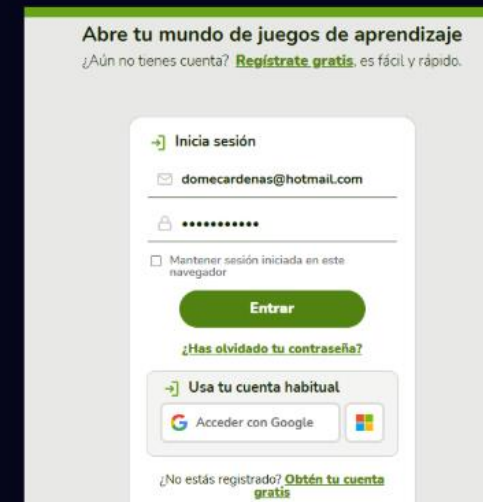 Abre tu mundo de juegos de aprendizaje
¿Aún no tienes cuenta? Regístrate gratis, es fácil y rápido.
Inicia sesión
domecardenas@hotmail.com
•••••••••••
Mantener sesión iniciada en este
navegador
Entrar
¿Has olvidado tu contraseña?
Usa tu cuenta habitual
Acceder con Google
¿No estás registrado? Obtén tu cuenta
gratis